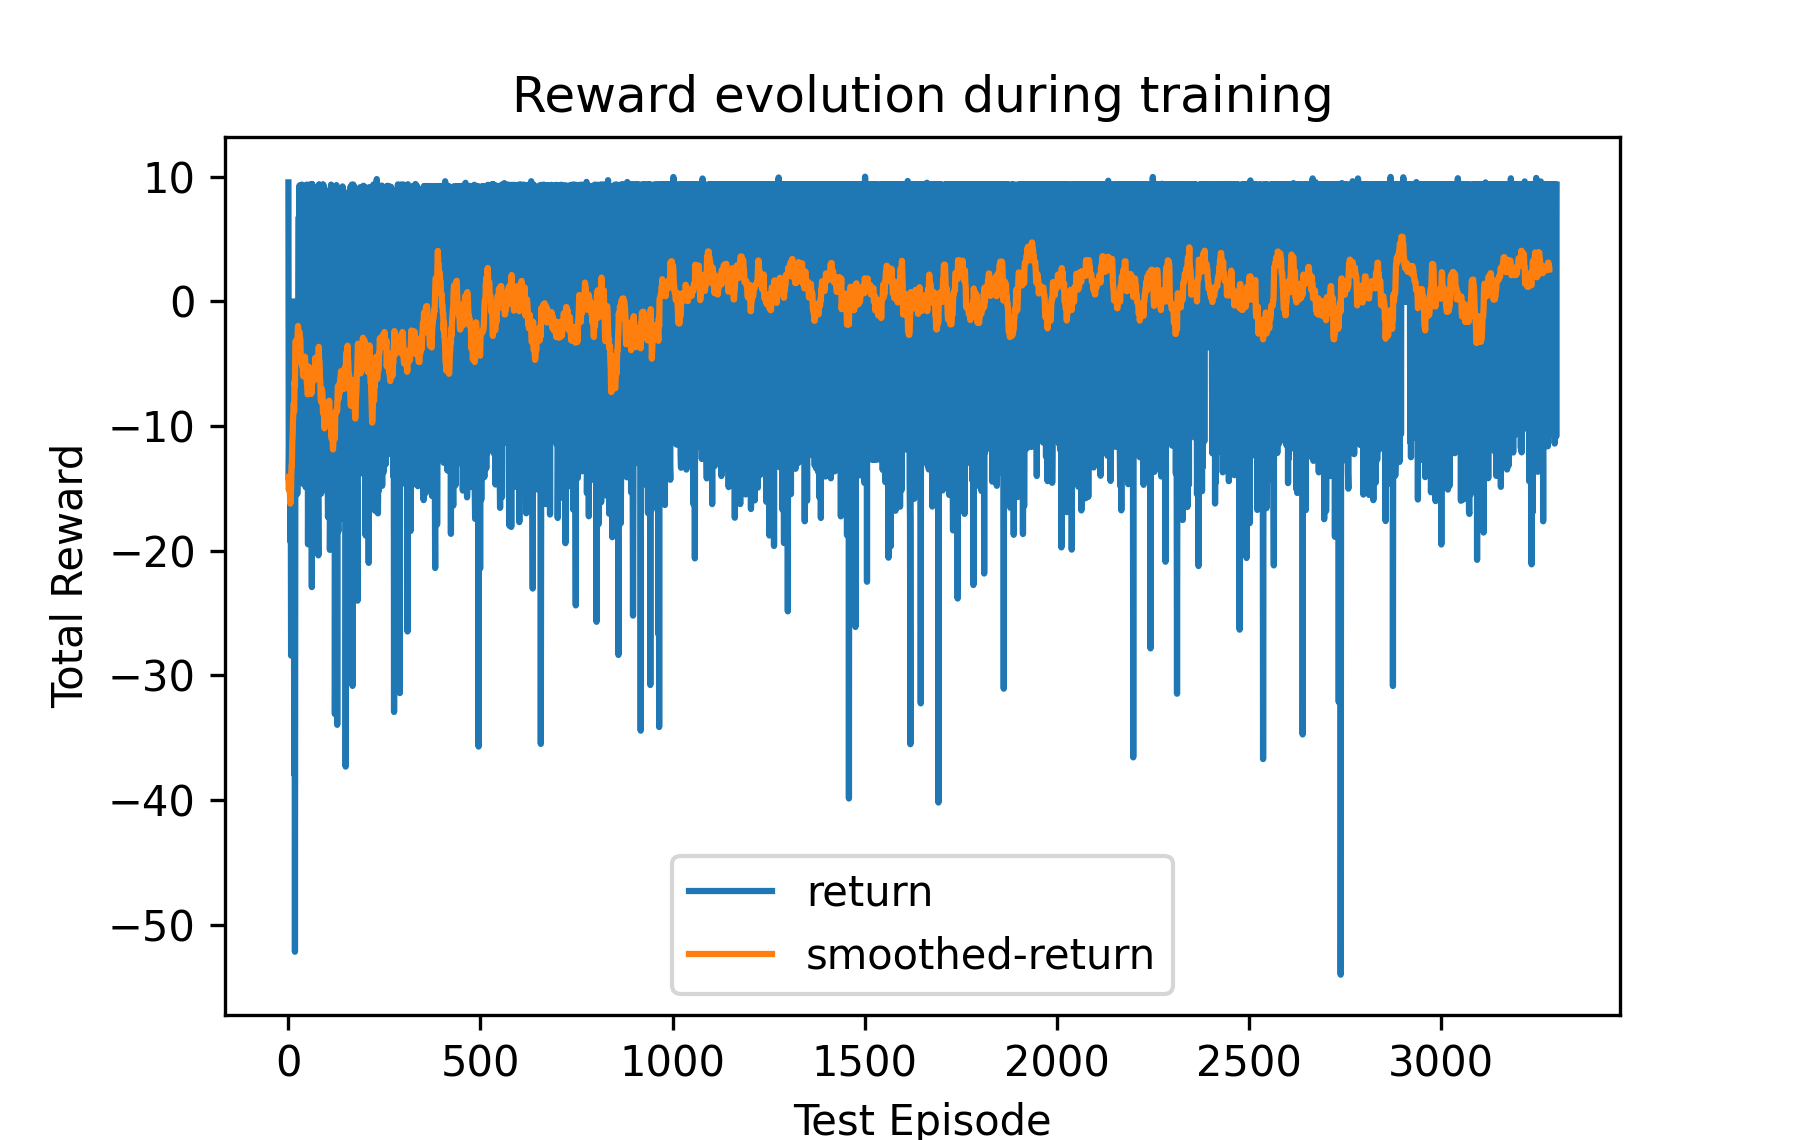 Reward evolution during training
Total Reward
10
0
−10
−20
−30
−40
−50
return
smoothed-return
0 500 1000 1500 2000 2500 3000
Test Episode